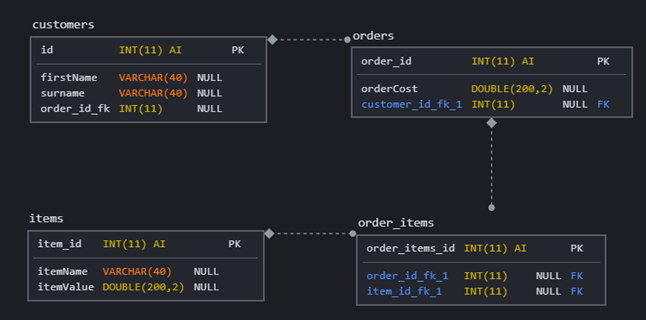 customers
id INT(11) AI PK
firstName VARCHAR(40) NULL
surname VARCHAR(40) NULL
order_id_fk INT(11) NULL
orders
order_id INT(11) AI PK
orderCost DOUBLE(200,2) NULL
customer_id_fk_1 INT(11) NULL FK
items
item_id INT(11) AI PK
itemName VARCHAR(40) NULL
itemValue DOUBLE(200,2) NULL
order_items
order_items_id INT(11) AI PK
order_id_fk_1 INT(11) NULL FK
item_id_fk_1 INT(11) NULL FK